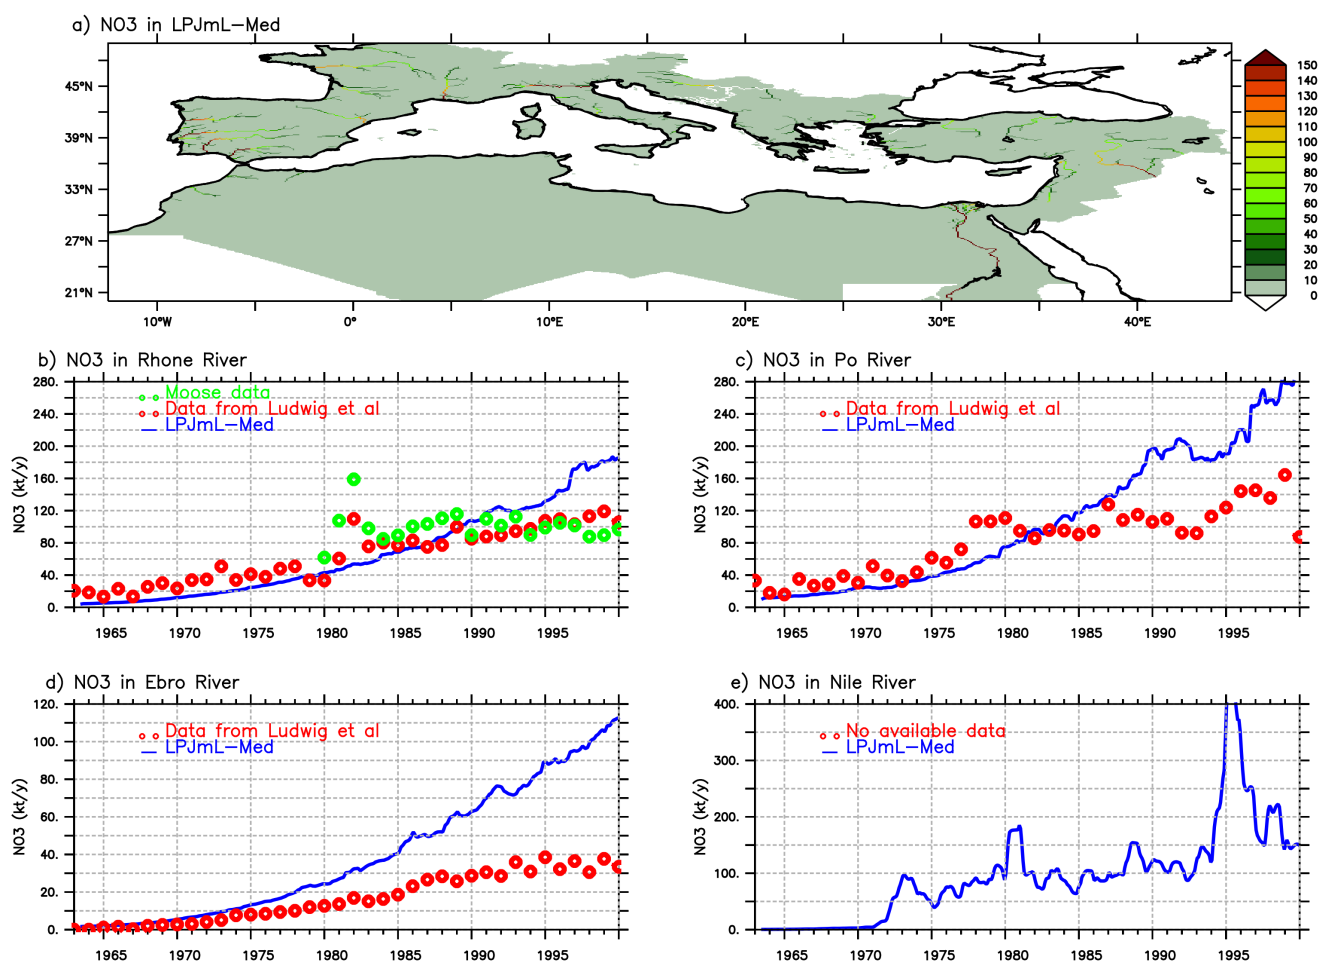 a) NO3 in LPJmL-Med
45°N
39°N
33°N
27°N
21°N
10°W
0°
10°E
20°E
30°E
40°E
150
140
130
120
110
100
90
80
70
60
50
40
30
20
10
0
b) NO3 in Rhone River
Moose data
Data from Ludwig et al
LPJmL-Med
NO3 (kt/y)
280.
240.
200.
160.
120.
80.
40.
0.
1965
1970
1975
1980
1985
1990
1995
c) NO3 in Po River
Data from Ludwig et al
LPJmL-Med
NO3 (kt/y)
280.
240.
200.
160.
120.
80.
40.
0.
1965
1970
1975
1980
1985
1990
1995
d) NO3 in Ebro River
Data from Ludwig et al
LPJmL-Med
NO3 (kt/y)
120.
100.
80.
60.
40.
20.
0.
1965
1970
1975
1980
1985
1990
1995
e) NO3 in Nile River
No available data
LPJmL-Med
NO3 (kt/y)
400.
300.
200.
100.
0.
1965
1970
1975
1980
1985
1990
1995